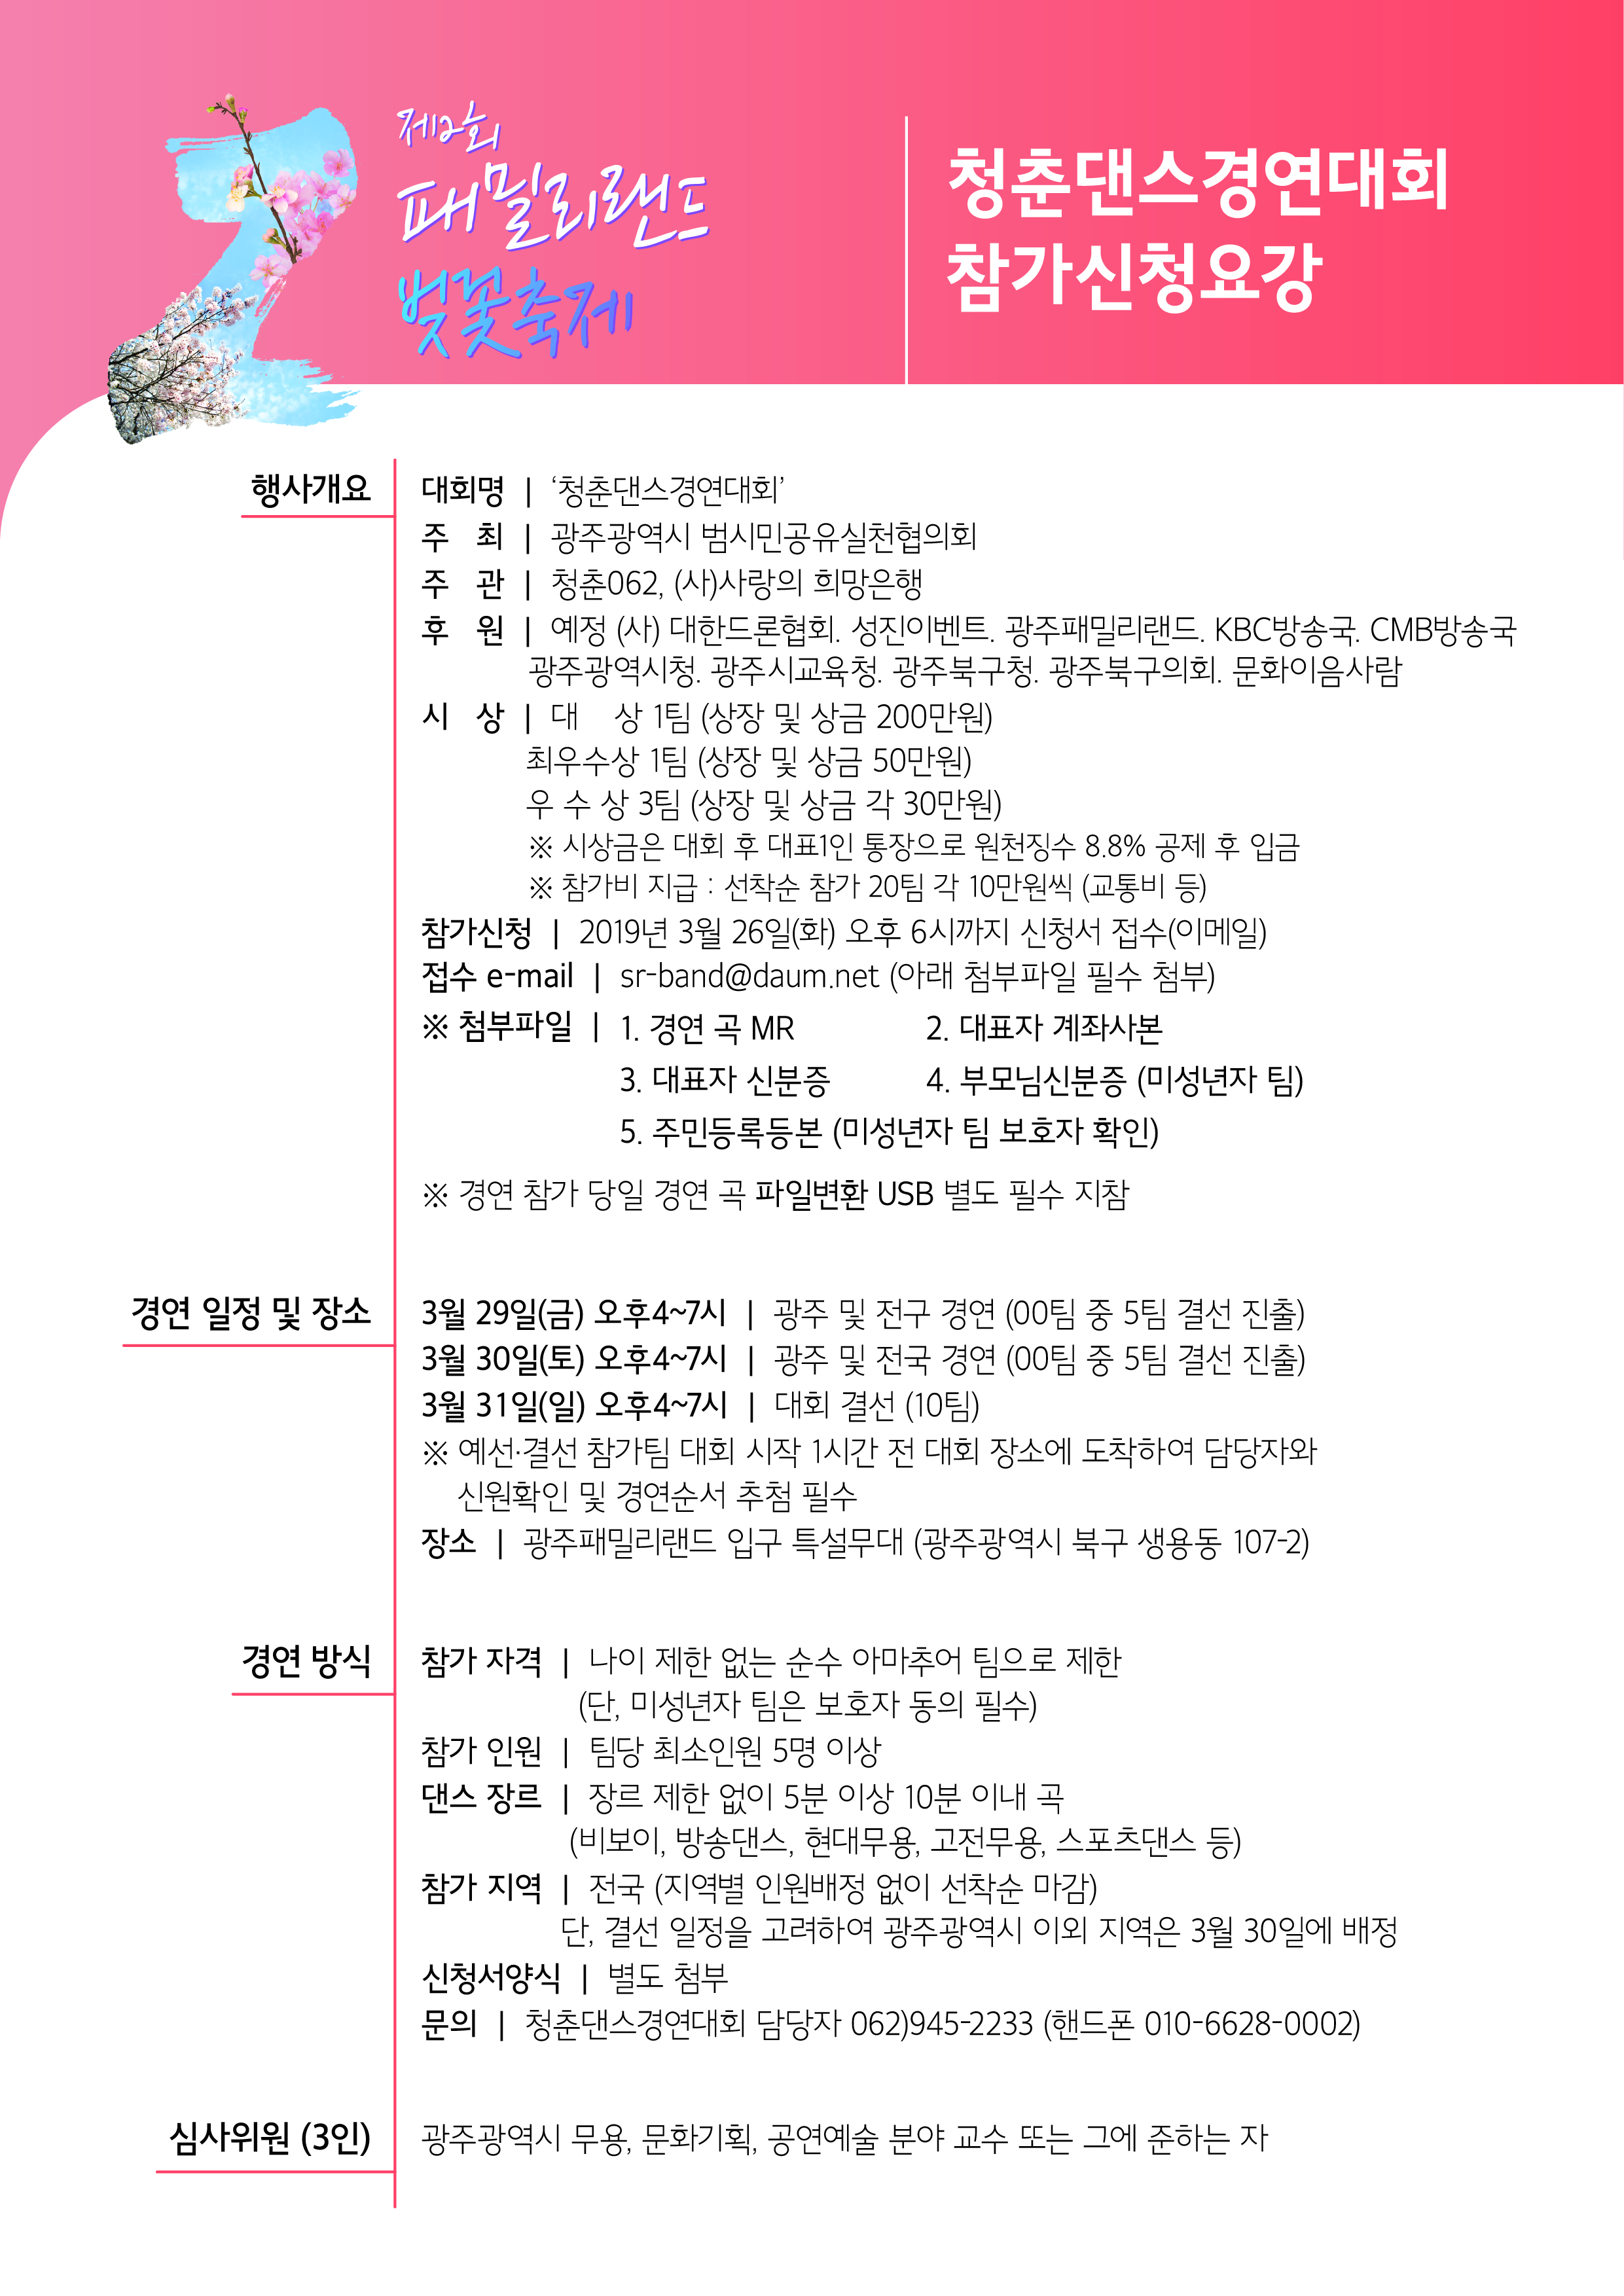 제2회
패밀리랜드
벚꽃축제
청춘댄스경연대회
참가신청요강
행사개요
대회명 | ‘청춘댄스경연대회’
주 최 | 광주광역시 범시민공유실천협의회
주 관 | 청춘062, (사)사랑의 희망은행
후 원 | 예정 (사) 대한드론협회. 성진이벤트. 광주패밀리랜드. KBC방송국. CMB방송국
광주광역시청. 광주시교육청. 광주북구청. 광주북구의회. 문화이음사람
시 상 | 대 상 1팀 (상장 및 상금 200만원)
최우수상 1팀 (상장 및 상금 50만원)
우 수 상 3팀 (상장 및 상금 각 30만원)
※ 시상금은 대회 후 대표1인 통장으로 원천징수 8.8% 공제 후 입금
※ 참가비 지급 : 선착순 참가 20팀 각 10만원씩 (교통비 등)
참가신청 | 2019년 3월 26일(화) 오후 6시까지 신청서 접수(이메일)
접수 e-mail | sr-band@daum.net (아래 첨부파일 필수 첨부)
※ 첨부파일 | 1. 경연 곡 MR 2. 대표자 계좌사본
3. 대표자 신분증 4. 부모님신분증 (미성년자 팀)
5. 주민등록등본 (미성년자 팀 보호자 확인)
※ 경연 참가 당일 경연 곡 파일변환 USB 별도 필수 지참
경연 일정 및 장소
3월 29일(금) 오후4~7시 | 광주 및 전구 경연 (00팀 중 5팀 결선 진출)
3월 30일(토) 오후4~7시 | 광주 및 전국 경연 (00팀 중 5팀 결선 진출)
3월 31일(일) 오후4~7시 | 대회 결선 (10팀)
※ 예선·결선 참가팀 대회 시작 1시간 전 대회 장소에 도착하여 담당자와
신원확인 및 경연순서 추첨 필수
장소 | 광주패밀리랜드 입구 특설무대 (광주광역시 북구 생용동 107-2)
경연 방식
참가 자격 | 나이 제한 없는 순수 아마추어 팀으로 제한
(단, 미성년자 팀은 보호자 동의 필수)
참가 인원 | 팀당 최소인원 5명 이상
댄스 장르 | 장르 제한 없이 5분 이상 10분 이내 곡
(비보이, 방송댄스, 현대무용, 고전무용, 스포츠댄스 등)
참가 지역 | 전국 (지역별 인원배정 없이 선착순 마감)
단, 결선 일정을 고려하여 광주광역시 이외 지역은 3월 30일에 배정
신청서양식 | 별도 첨부
문의 | 청춘댄스경연대회 담당자 062)945-2233 (핸드폰 010-6628-0002)
심사위원 (3인)
광주광역시 무용, 문화기획, 공연예술 분야 교수 또는 그에 준하는 자